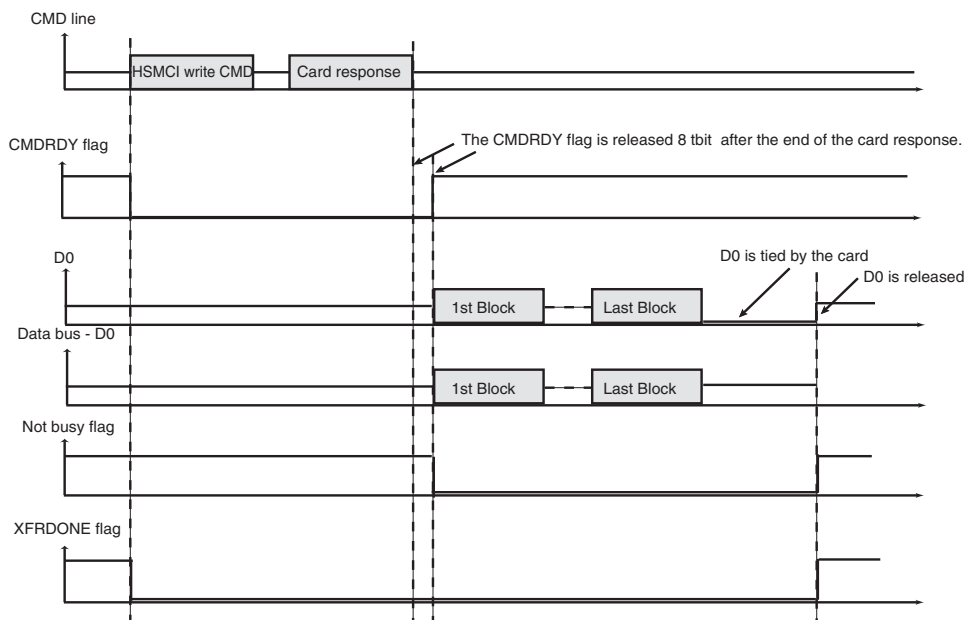 CMD line
HSMCI write CMD
Card response
The CMDRDY flag is released 8 tbit after the end of the card response.
CMDRDY flag
D0
D0 is tied by the card
D0 is released
1st Block
Last Block
Data bus - D0
1st Block
Last Block
Not busy flag
XFRDONE flag